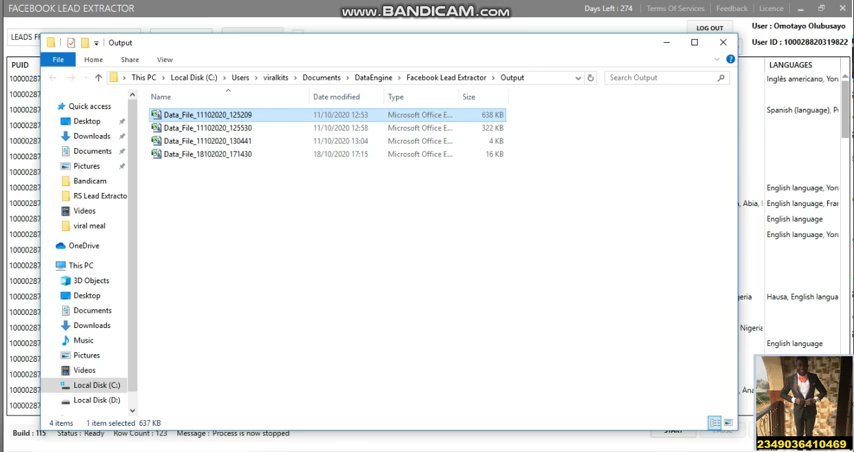 FACEBOOK LEAD EXTRACTOR
www.BANDICAM.com
Days Left : 274
Terms Of Services
Feedback
Licence
LOG OUT
User : Omotayo Olubusayo
User ID : 100028820319822
LEADS FR
Output
File
Home
Share
View
This PC > Local Disk (C:) > Users > viralkits > Documents > DataEngine > Facebook Lead Extractor > Output
Search Output
PUID
LANGUAGES
Name
Date modified
Type
Size
Data_File_11102020_125209 11/10/2020 12:53 Microsoft Office E... 638 KB
Data_File_11102020_125530 11/10/2020 12:58 Microsoft Office E... 322 KB
Data_File_11102020_130441 11/10/2020 13:04 Microsoft Office E... 4 KB
Data_File_18102020_171430 18/10/2020 17:15 Microsoft Office E... 16 KB
Quick access
Desktop
Downloads
Documents
Pictures
Bandicam
RS Lead Extracto
Videos
viral meal
OneDrive
This PC
3D Objects
Desktop
Documents
Downloads
Music
Pictures
Videos
Local Disk (C:)
Local Disk (D:)
Inglês americano, Yor
Spanish (language), P
English language, Yor
Abia, I
English language, Fra
English language
English language, Yor
geria
Hausa, English langua
Nigeri
English language
, An
4 items
1 item selected 637 KB
Build : 115
Status : Ready
Row Count : 123
Message : Process is now stopped
START
2349036410469